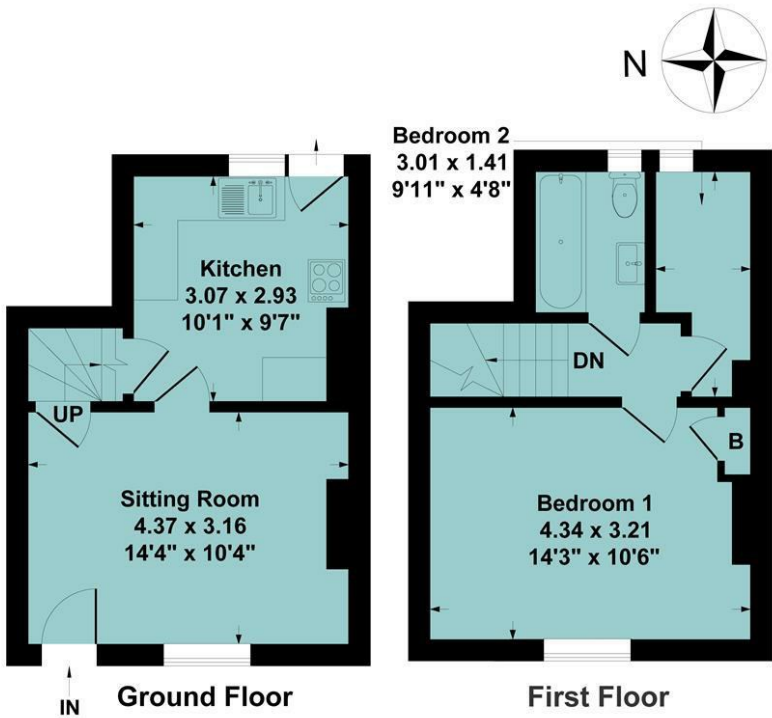 N
Bedroom 2
3.01 x 1.41
9'11" x 4'8"
Kitchen
3.07 x 2.93
10'1" x 9'7"
UP
DN
B
Sitting Room
4.37 x 3.16
14'4" x 10'4"
Bedroom 1
4.34 x 3.21
14'3" x 10'6"
IN
Ground Floor
First Floor